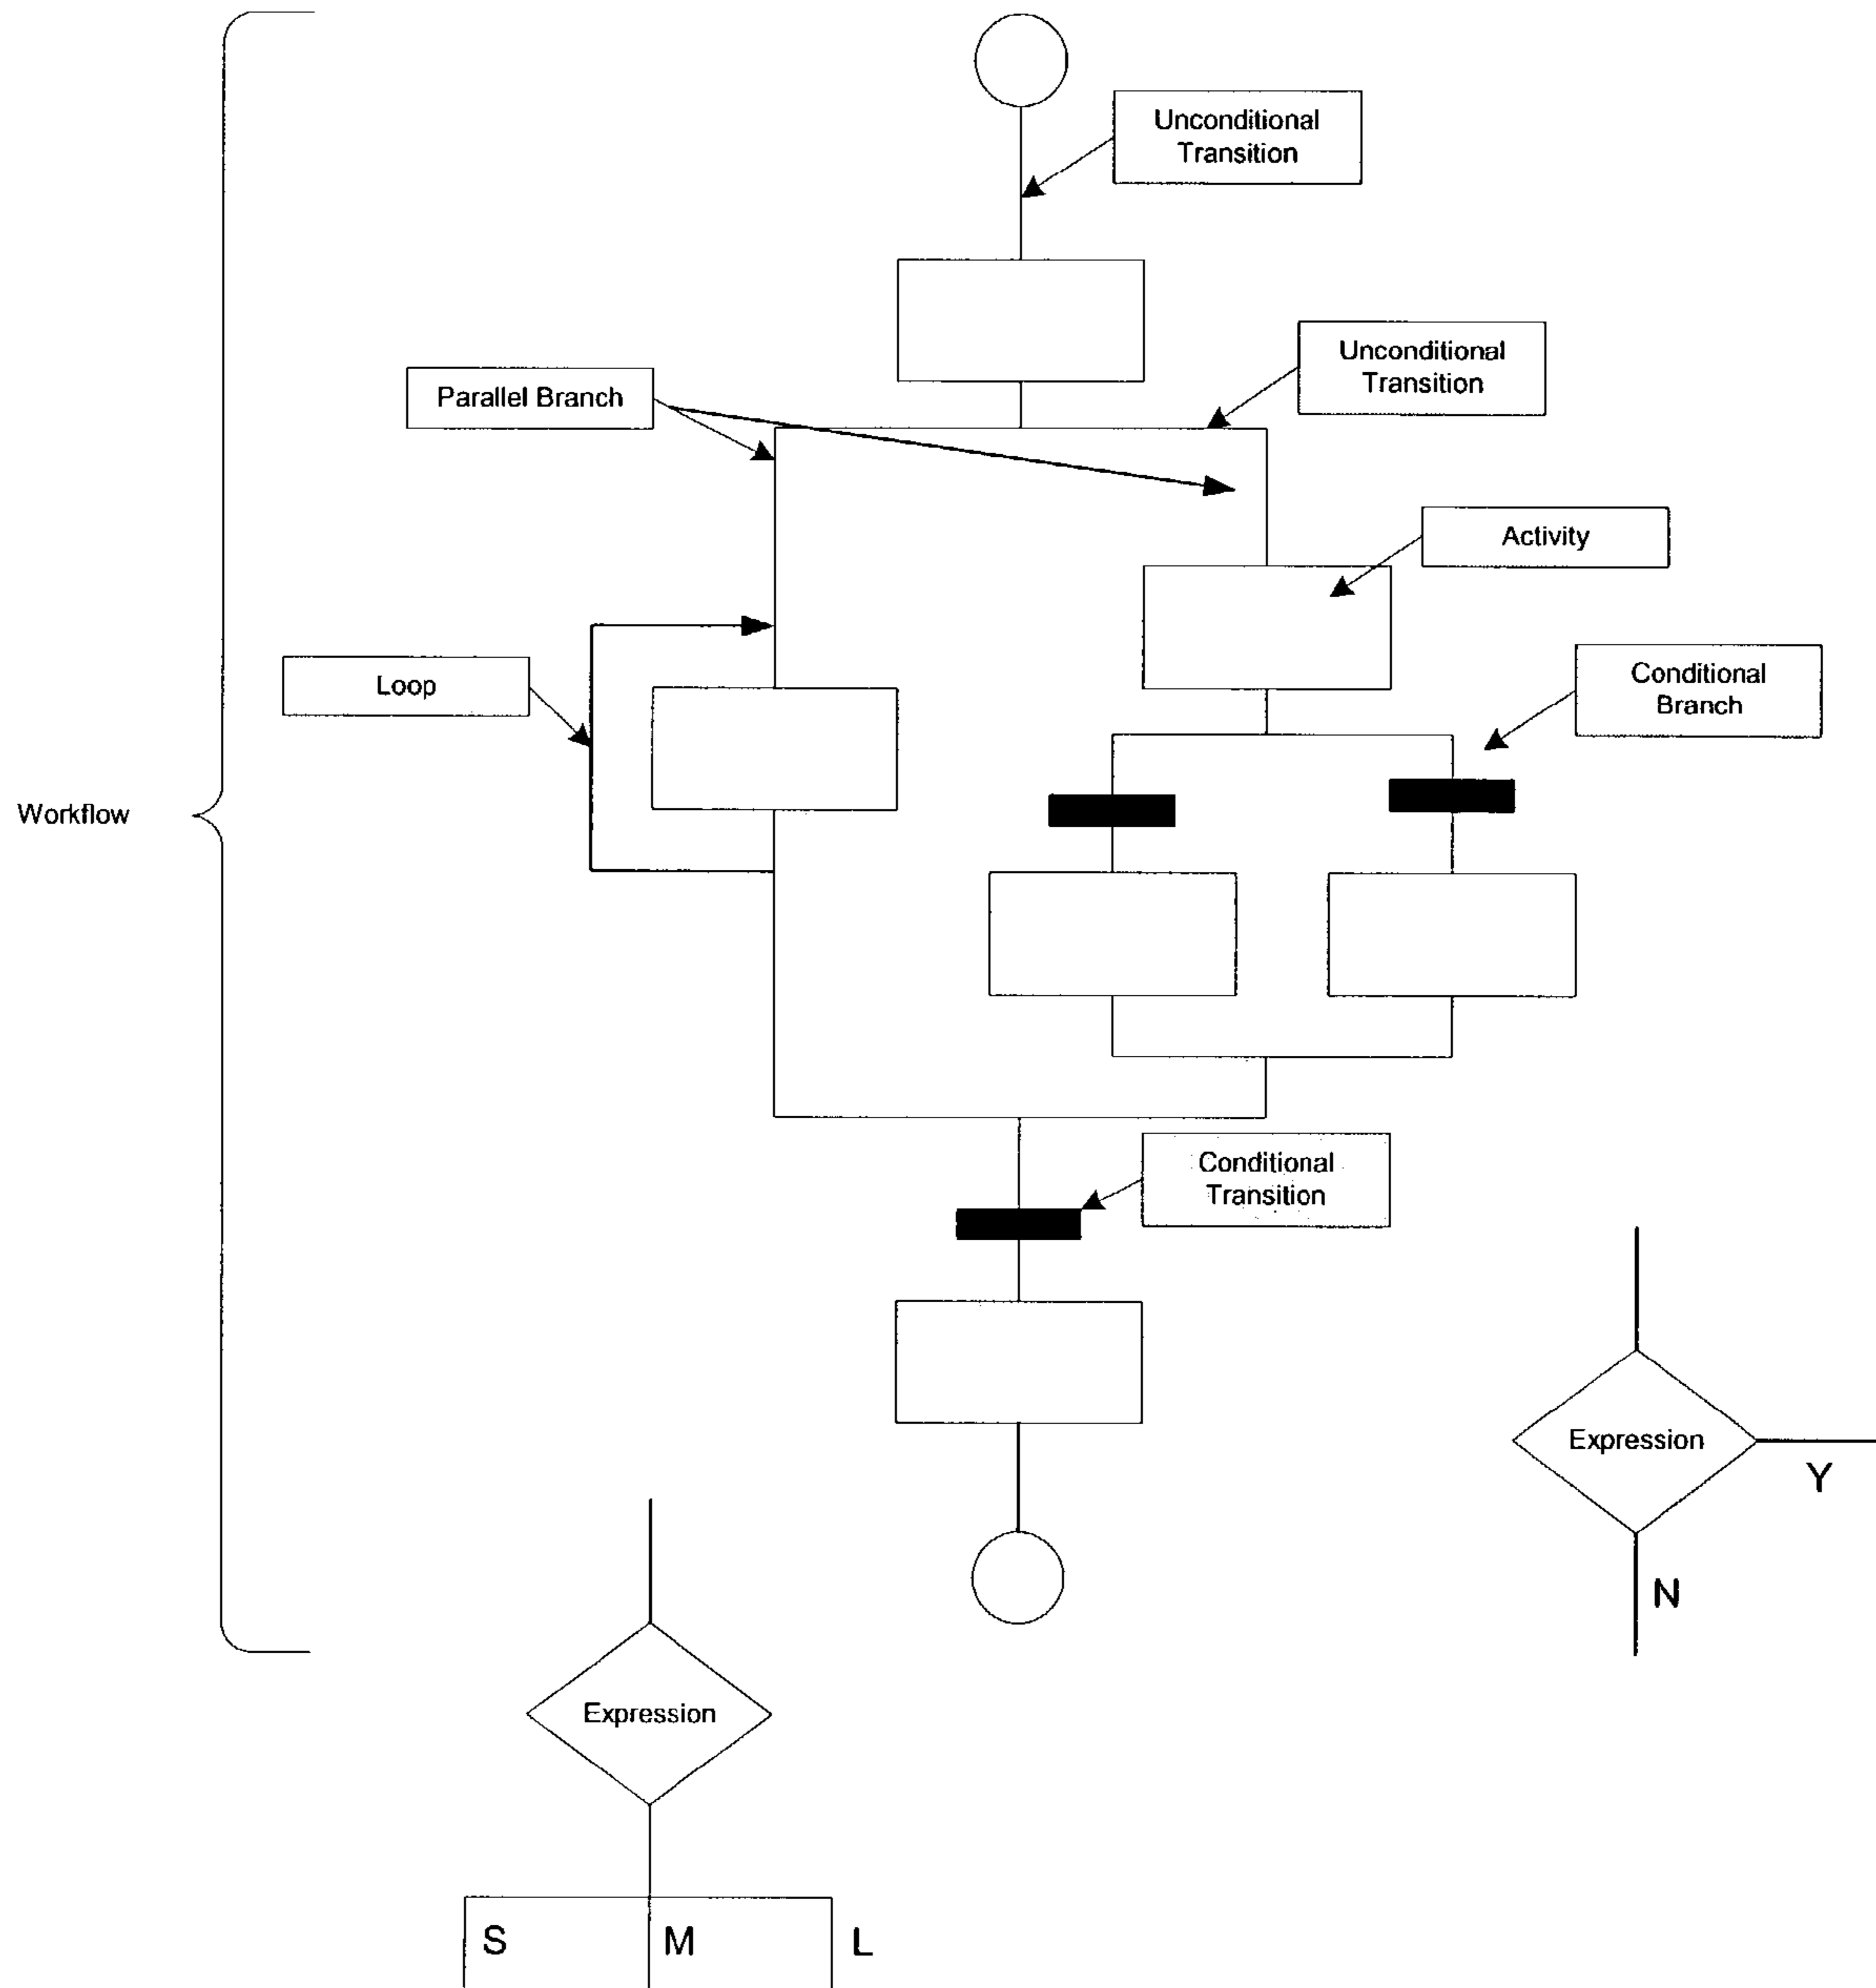 Unconditional
Transition
Unconditional
Transition
Parallel Branch
Activity
Loop
Conditional
Branch
Workflow
Conditional
Transition
Expression
Y
N
Expression
S
M
L